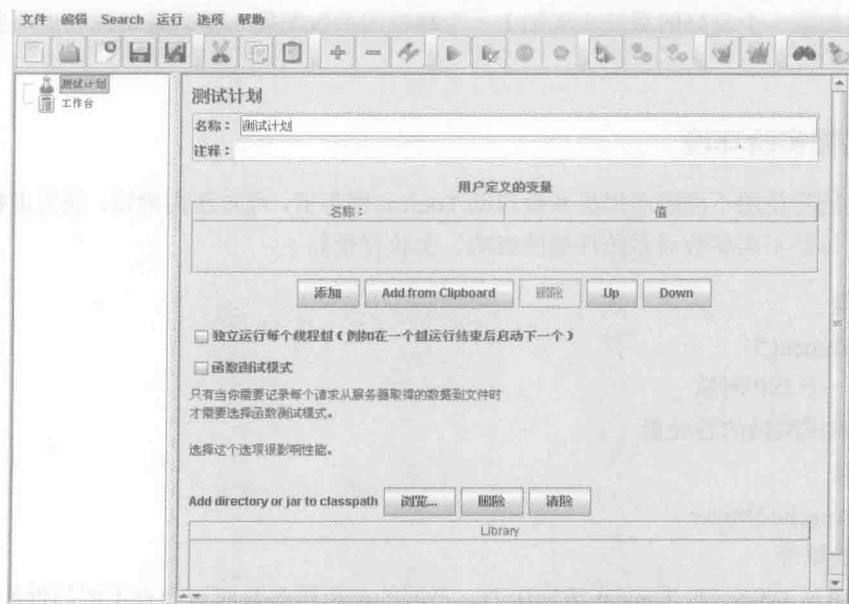 文件 编辑 Search 运行 选项 帮助
测试计划
工作台
测试计划
名称： 测试计划
注释：
用户定义的变量
名称： 值
添加 Add from Clipboard 删除 Up Down
独立运行每个线程组（例如在一个组运行结束后启动下一个）
函数测试模式
只有当你需要记录每个请求从服务器取得的数据到文件时
才需要选择函数测试模式。
选择这个选项很影响性能。
Add directory or jar to classpath 浏览... 删除 清除
Library